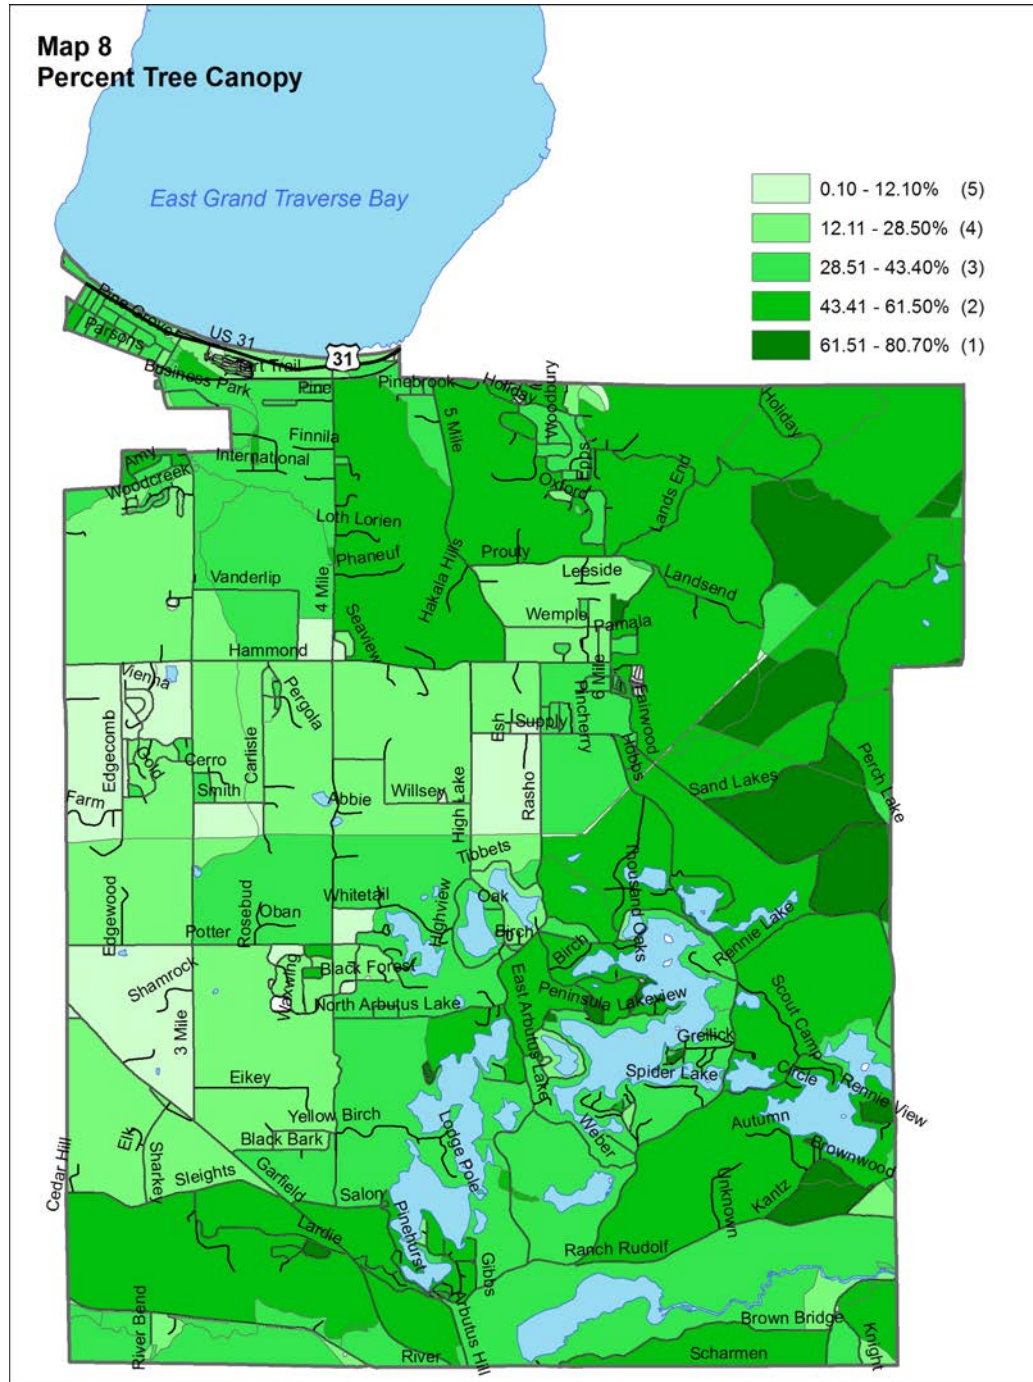 Map 8
Percent Tree Canopy
East Grand Traverse Bay
0.10 - 12.10% (5)
12.11 - 28.50% (4)
28.51 - 43.40% (3)
43.41 - 61.50% (2)
61.51 - 80.70% (1)
Pine Grove
Parsons
US 31
31
Tart Trail
Business Park
Pine
Pinebrook
Holiday
Woodbury
Holiday
5 Mile
Finnila
International
Amy
Woodcreek
Epps
Oxford
Lands End
Loth Lorien
Phaneuf
Prouty
Hakala Hills
Vanderlip
4 Mile
Leeside
Landsend
Wemple
Pamala
Seaview
Hammond
6 Mile
Vienna
Pergola
Esh
Supply
Pincherry
Fairwood
Hobbs
Edgecomb
Gold
Cerro
Carlisle
Smith
Farm
Abbie
Willsey
High Lake
Rasho
Sand Lakes
Perch Lake
Tibbets
Thousand Oaks
Whitetail
Highview
Oak
Birch
Birch
Edgewood
Rosebud
Oban
Potter
Rennie Lake
Shamrock
Waxwing
Black Forest
North Arbutus Lake
East Arbutus Lake
Peninsula Lakeview
Scout Camp
3 Mile
Greilick
Spider Lake
Circle
Rennie View
Eikey
Yellow Birch
Black Bark
Lodge Pole
Weber
Autumn
Brownwood
Elk
Sharkey
Cedar Hill
Sleights
Garfield
Salon
Unknown
Kantz
Lardie
Pinehurst
Gibbs
Ranch Rudolf
River Bend
Arbutus Hill
River
Brown Bridge
Scharmen
Knight